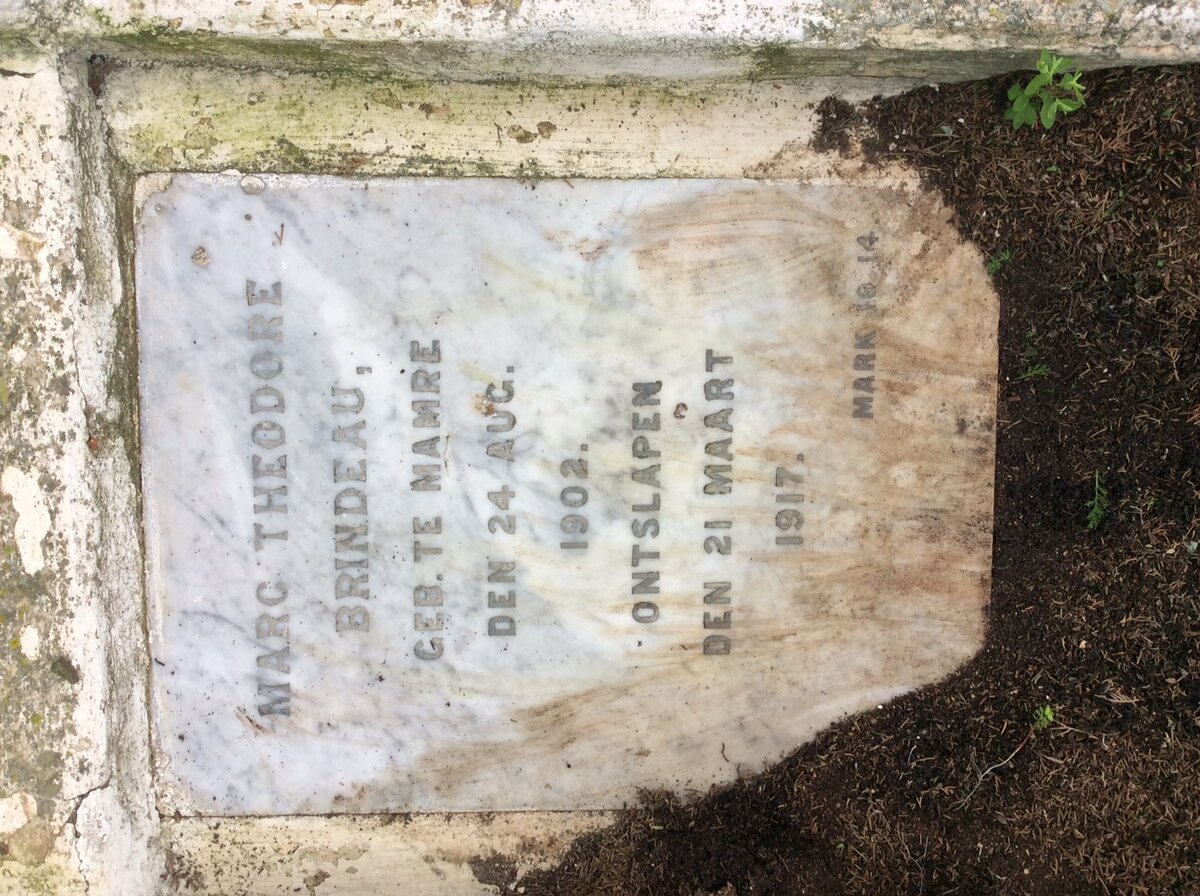 MARC THEODORE
BRINDEAU,
GEB. TE MAMRE
DEN 24 AUG.
1902.
ONTSLAPEN
DEN 21 MAART
1917.
MARK 10.14